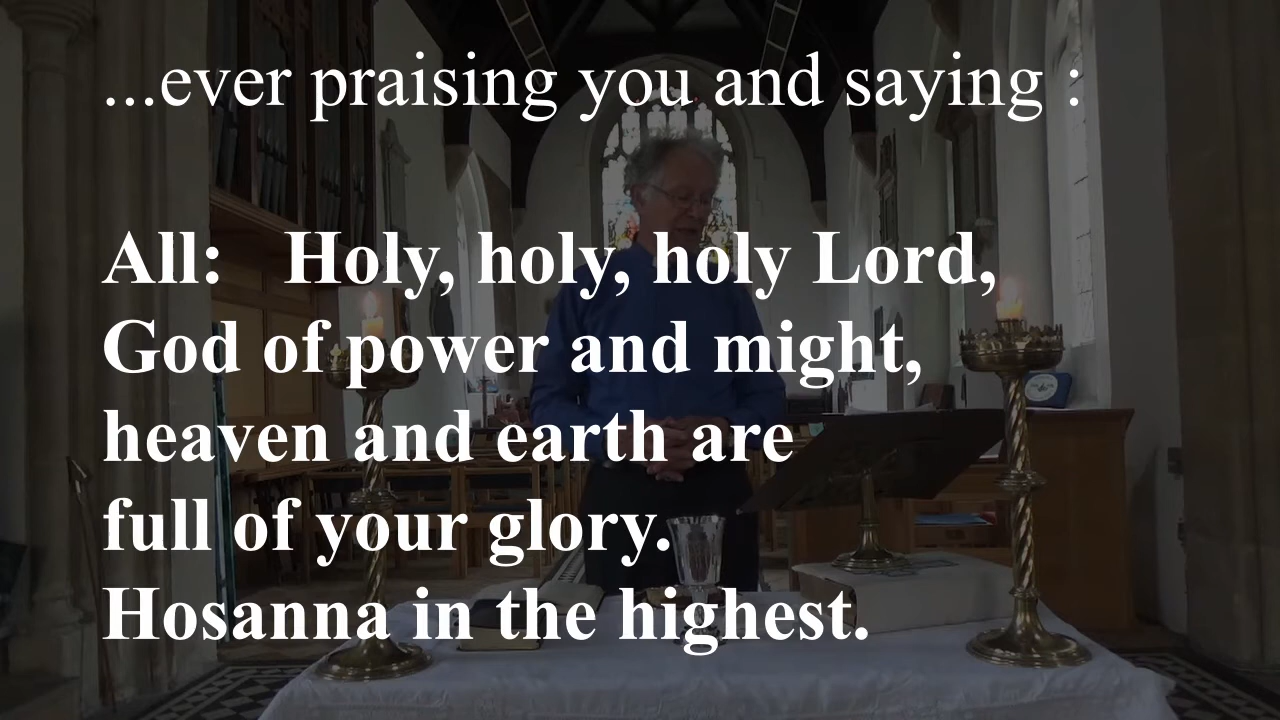 ...ever praising you and saying :
All: Holy, holy, holy Lord,
God of power and might,
heaven and earth are
full of your glory.
Hosanna in the highest.